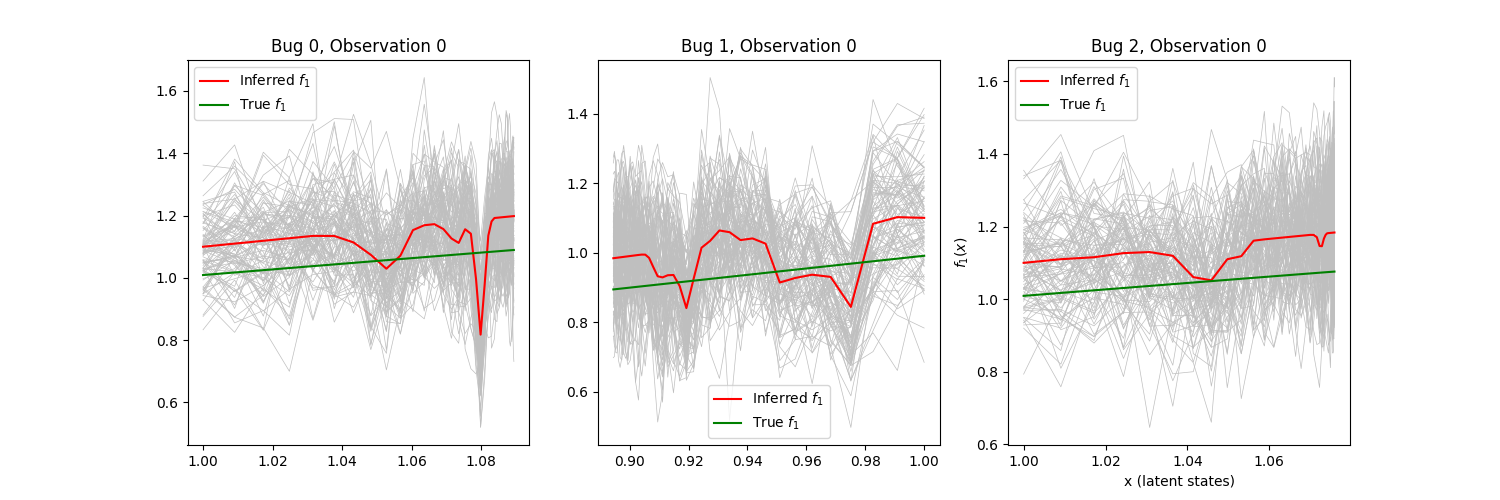 Bug 0, Observation 0
Inferred f₁
True f₁
1.6
1.4
1.2
1.0
0.8
0.6
1.00
1.02
1.04
1.06
1.08
Bug 1, Observation 0
1.4
1.2
1.0
0.8
0.6
Inferred f₁
True f₁
0.90
0.92
0.94
0.96
0.98
1.00
Bug 2, Observation 0
Inferred f₁
True f₁
f₁(x)
1.6
1.4
1.2
1.0
0.8
0.6
1.00
1.02
1.04
1.06
x (latent states)